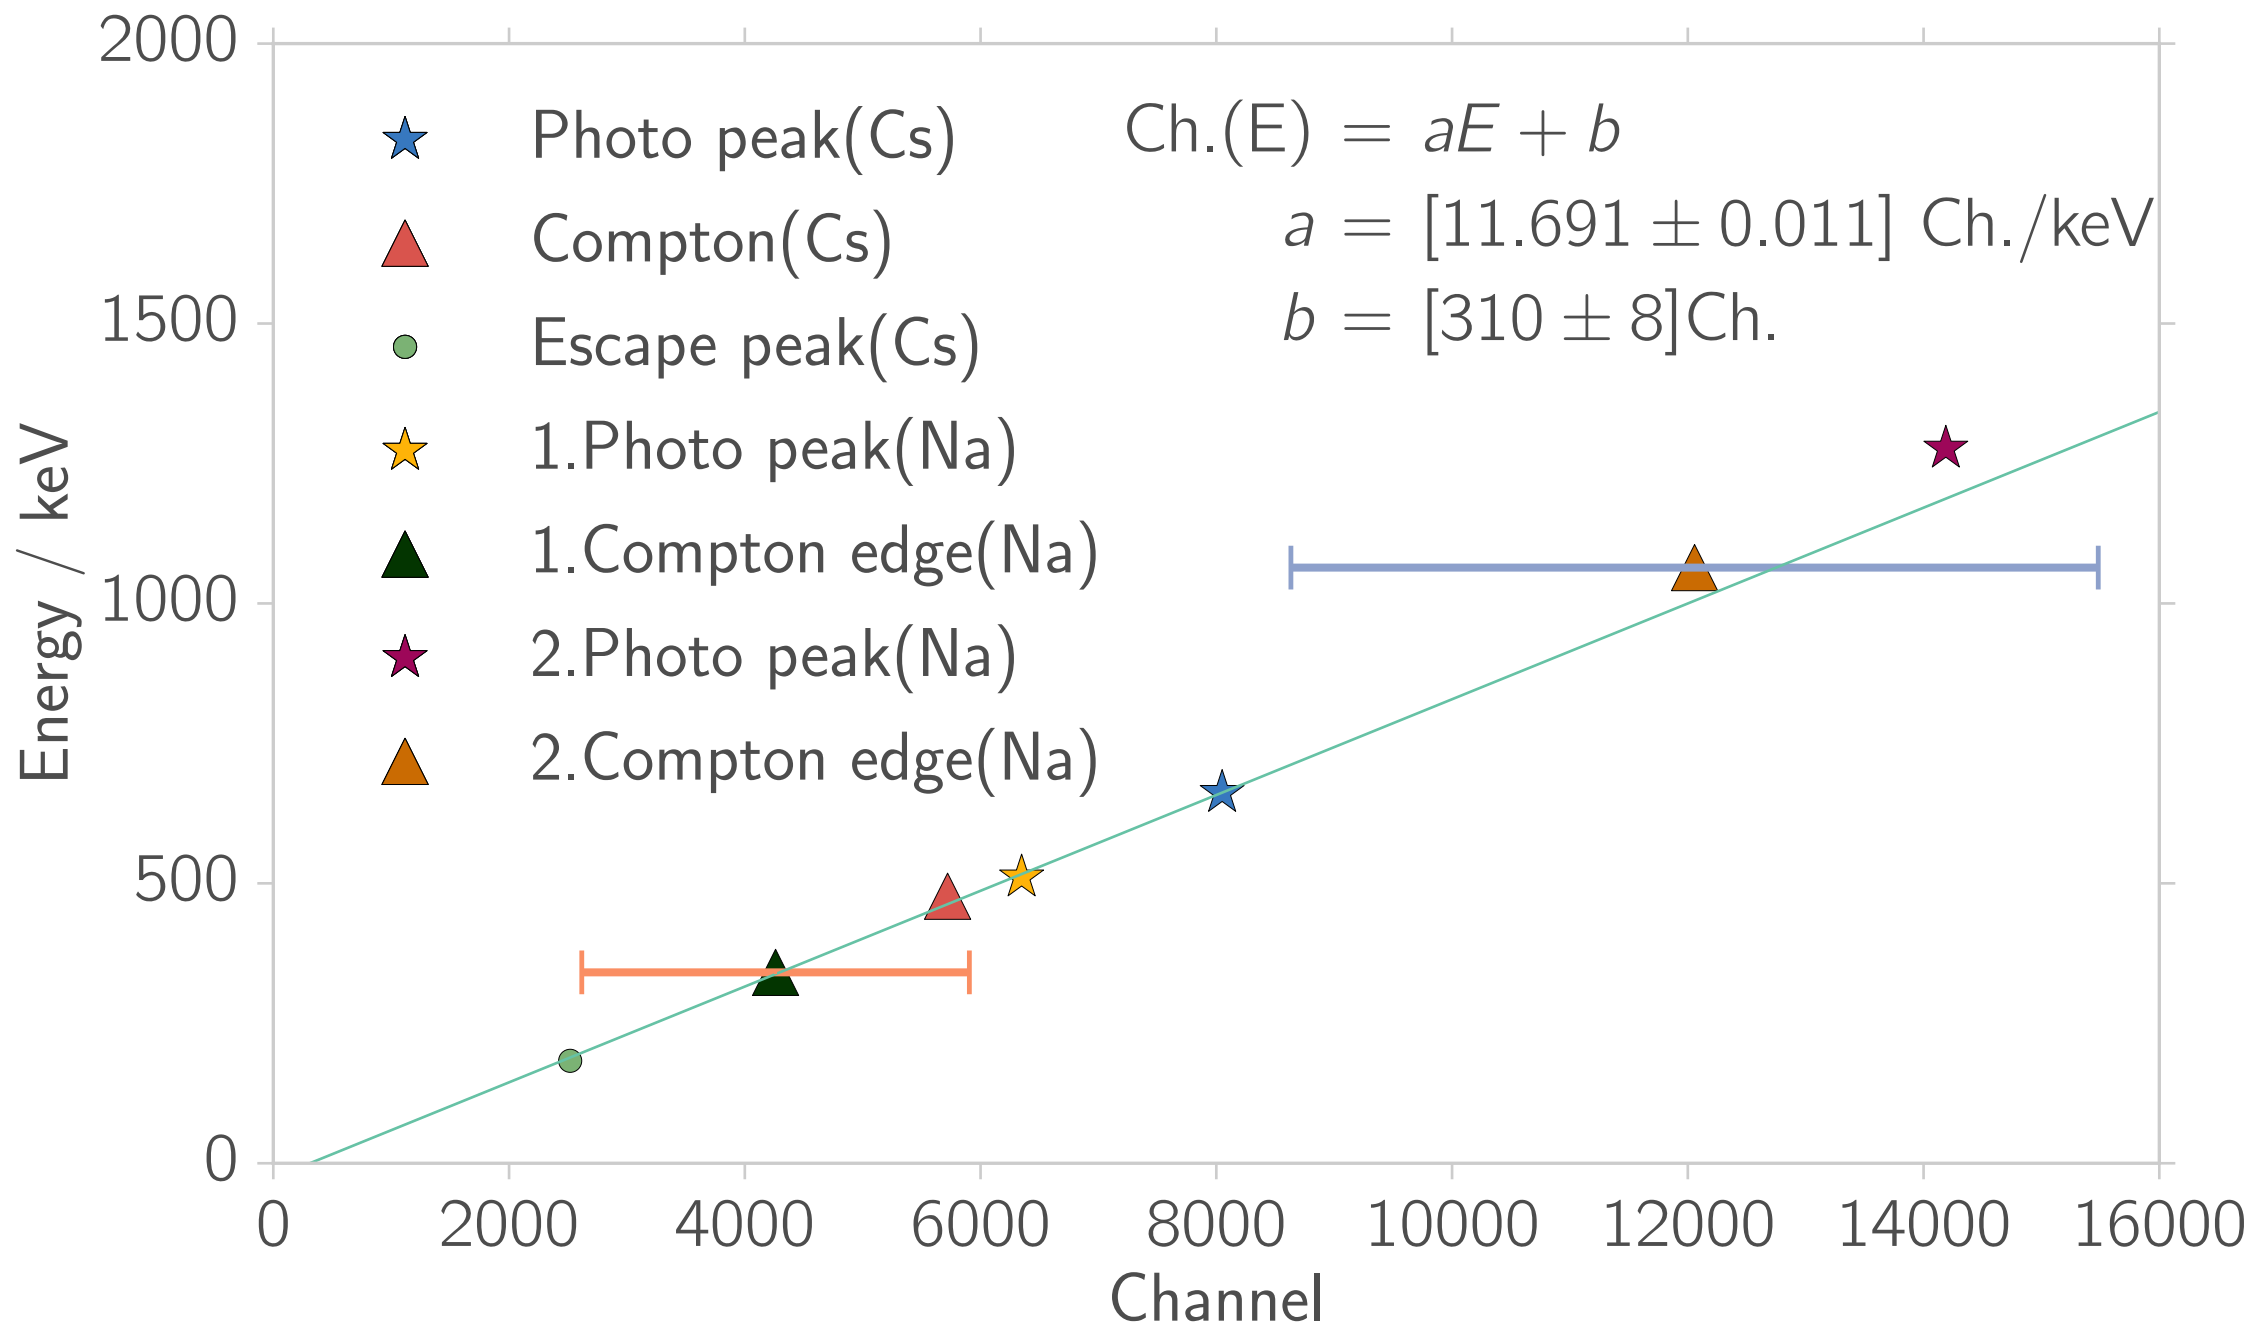 2000
1500
1000
500
0
Energy / keV
Photo peak(Cs)
Compton(Cs)
Escape peak(Cs)
1.Photo peak(Na)
1.Compton edge(Na)
2.Photo peak(Na)
2.Compton edge(Na)
Ch.(E) = aE + b
a = [11.691 ± 0.011] Ch./keV
b = [310 ± 8]Ch.
0 2000 4000 6000 8000 10000 12000 14000 16000
Channel